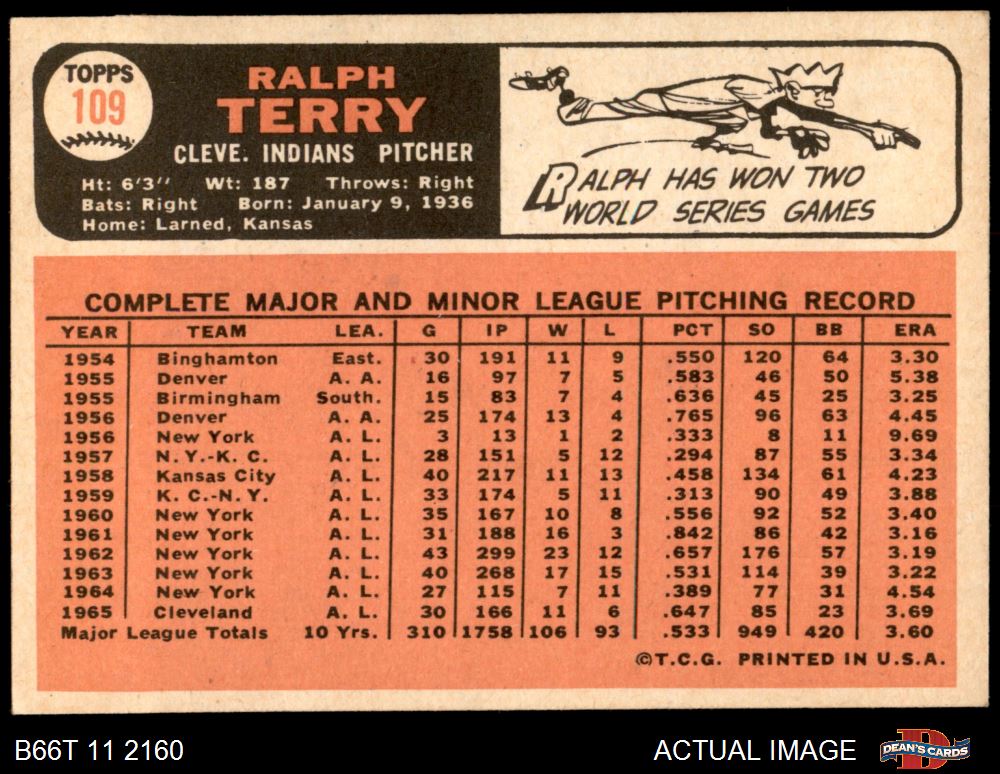 TOPPS
109
RALPH
TERRY
CLEVE. INDIANS PITCHER
Ht: 6'3" Wt: 187 Throws: Right
Bats: Right Born: January 9, 1936
Home: Larned, Kansas
RALPH HAS WON TWO
WORLD SERIES GAMES
COMPLETE MAJOR AND MINOR LEAGUE PITCHING RECORD
YEAR TEAM LEA. G IP W L PCT SO BB ERA
1954 Binghamton East. 30 191 11 9 .550 120 64 3.30
1955 Denver A. A. 16 97 7 5 .583 46 50 5.38
1955 Birmingham South. 15 83 7 4 .636 45 25 3.25
1956 Denver A. A. 25 174 13 4 .765 96 63 4.45
1956 New York A. L. 3 13 1 2 .333 8 11 9.69
1957 N.Y.-K. C. A. L. 28 151 5 12 .294 87 55 3.34
1958 Kansas City A. L. 40 217 11 13 .458 134 61 4.23
1959 K. C.-N. Y. A. L. 33 174 5 11 .313 90 49 3.88
1960 New York A. L. 35 167 10 8 .556 92 52 3.40
1961 New York A. L. 31 188 16 3 .842 86 42 3.16
1962 New York A. L. 43 299 23 12 .657 176 57 3.19
1963 New York A. L. 40 268 17 15 .531 114 39 3.22
1964 New York A. L. 27 115 7 11 .389 77 31 4.54
1965 Cleveland A. L. 30 166 11 6 .647 85 23 3.69
Major League Totals 10 Yrs. 310 1758 106 93 .533 949 420 3.60
©T.C.G. PRINTED IN U.S.A.
B66T 11 2160
ACTUAL IMAGE
DEAN'S CARDS